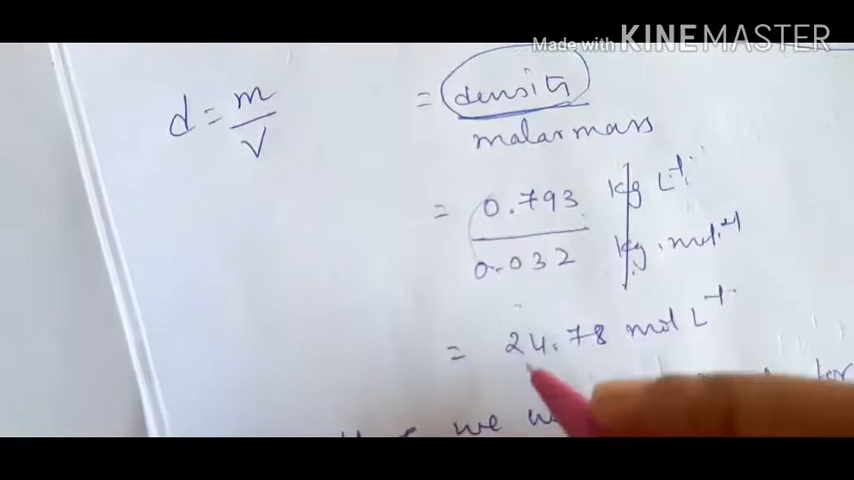 Made with KINEMASTER
d = m / V
= density / malar mass
= 0.793 kg L⁻¹ / 0.032 kg . mol⁻¹
= 24.78 mol L⁻¹
we